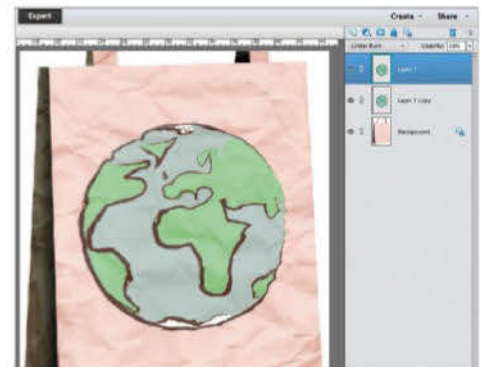 Expert
Create
Share
Linear Burn
Opacity:
Layer 1
Layer 1 copy
Background